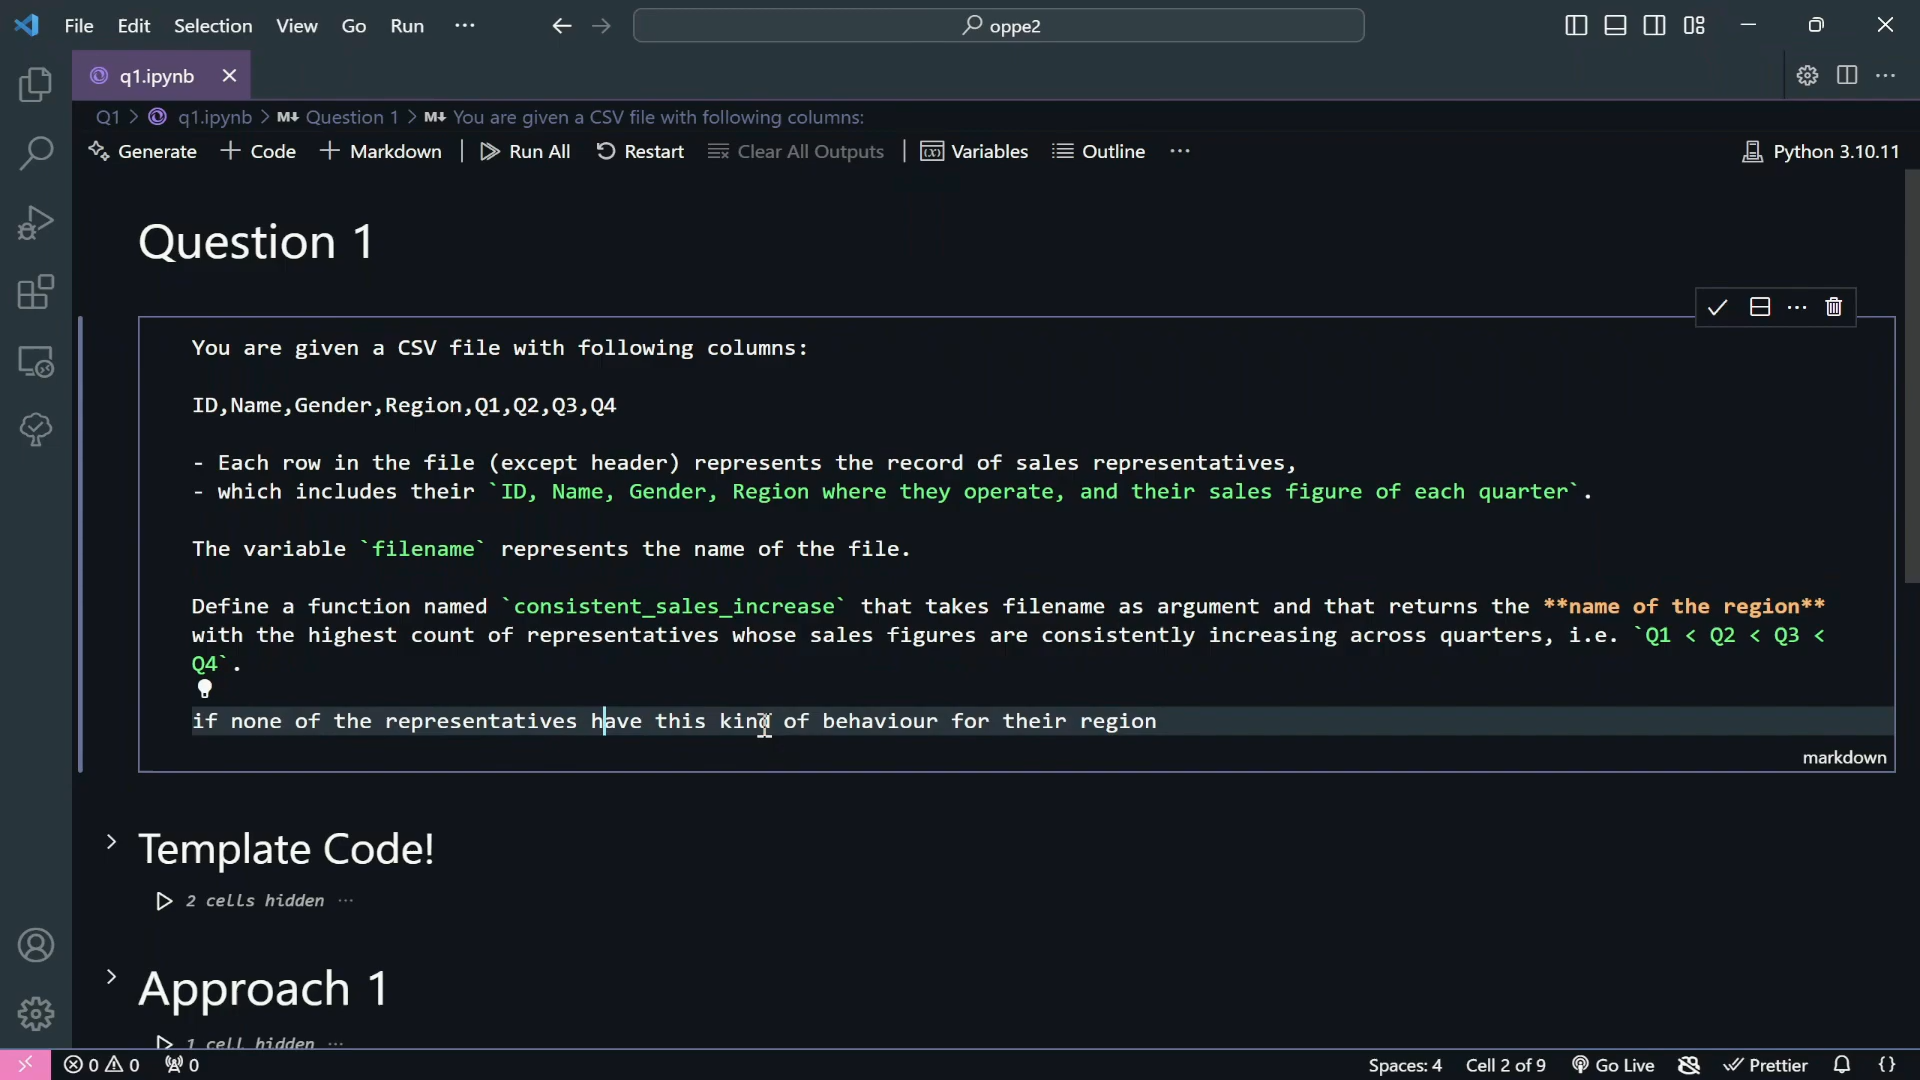 File Edit Selection View Go Run ··· oppe2
q1.ipynb
Q1 > q1.ipynb > M↓ Question 1 > M↓ You are given a CSV file with following columns:
Generate + Code + Markdown Run All Restart Clear All Outputs Variables Outline ··· Python 3.10.11
Question 1
You are given a CSV file with following columns:
ID,Name,Gender,Region,Q1,Q2,Q3,Q4
- Each row in the file (except header) represents the record of sales representatives,
- which includes their `ID, Name, Gender, Region where they operate, and their sales figure of each quarter`.
The variable `filename` represents the name of the file.
Define a function named `consistent_sales_increase` that takes filename as argument and that returns the **name of the region**
with the highest count of representatives whose sales figures are consistently increasing across quarters, i.e. `Q1 < Q2 < Q3 <
Q4`.
if none of the representatives have this kind of behaviour for their region
markdown
Template Code!
2 cells hidden ···
Approach 1
1 cell hidden ···
0 0 0 Spaces: 4 Cell 2 of 9 Go Live Prettier {}